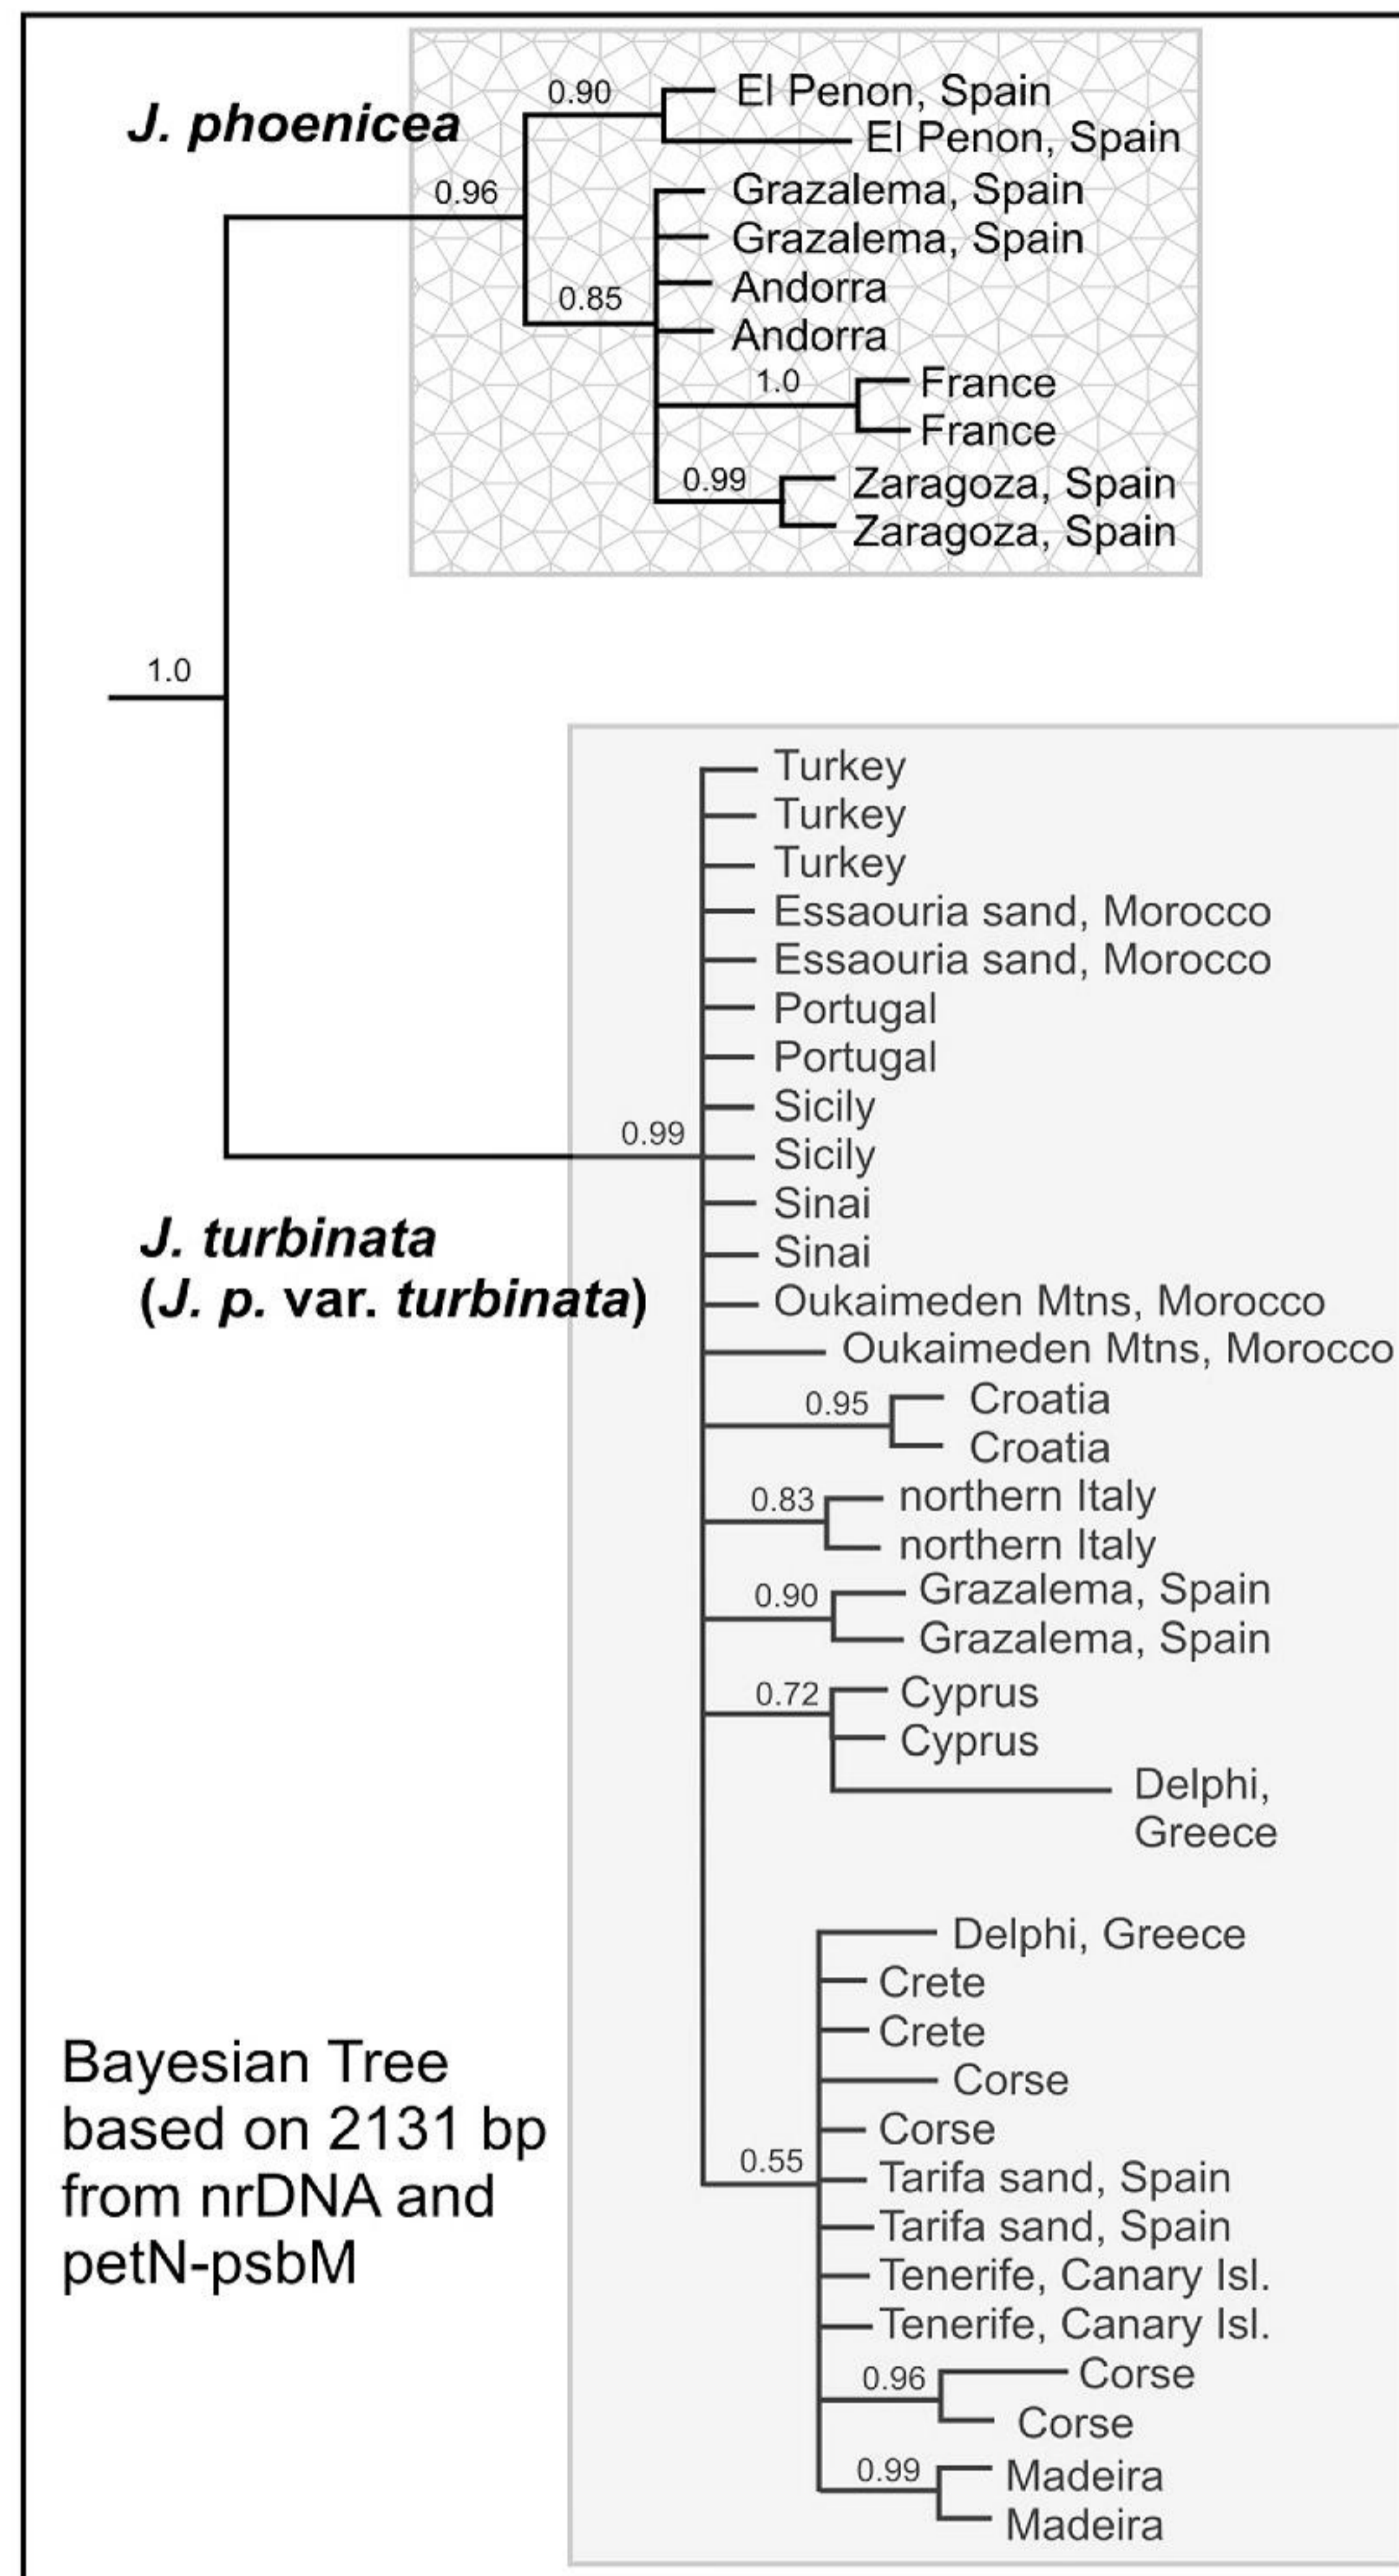 0.90
El Penon, Spain
J. phoenicea
El Penon, Spain
0.96
Grazalema, Spain
Grazalema, Spain
0.85
Andorra
Andorra
1.0
France
France
0.99
Zaragoza, Spain
Zaragoza, Spain
1.0
Turkey
Turkey
Turkey
Essaouria sand, Morocco
Essaouria sand, Morocco
Portugal
Portugal
Sicily
0.99
Sicily
Sinai
J. turbinata
Sinai
(J. p. var. turbinata)
Oukaimeden Mtns, Morocco
Oukaimeden Mtns, Morocco
0.95
Croatia
Croatia
0.83
northern Italy
northern Italy
0.90
Grazalema, Spain
Grazalema, Spain
0.72
Cyprus
Cyprus
Delphi,
Greece
Delphi, Greece
Crete
Crete
Corse
Corse
0.55
Tarifa sand, Spain
Tarifa sand, Spain
Tenerife, Canary Isl.
Tenerife, Canary Isl.
0.96
Corse
Corse
0.99
Madeira
Madeira
Bayesian Tree
based on 2131 bp
from nrDNA and
petN-psbM